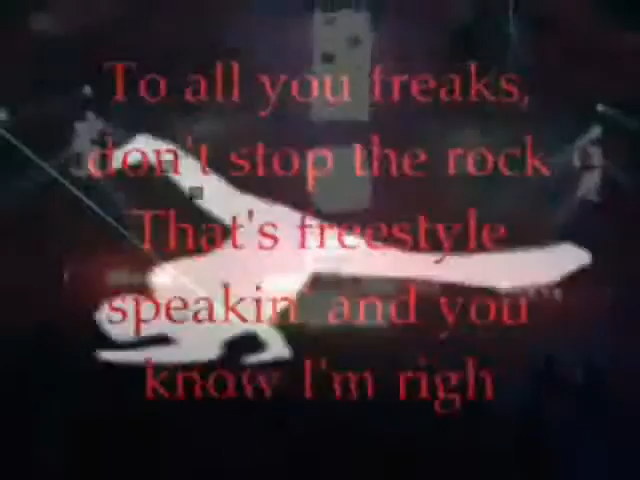 To all you freaks,
don't stop the rock
That's freestyle
speakin' and you
know I'm righ